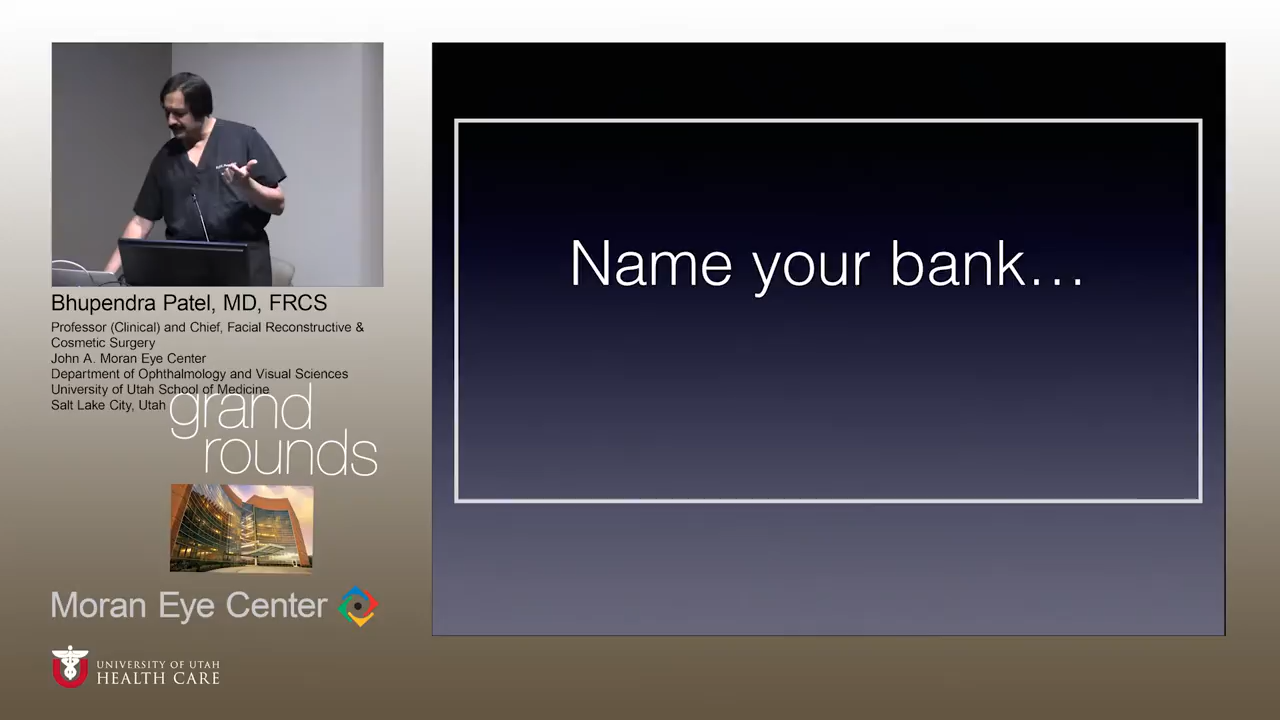 Bhupendra Patel, MD, FRCS
Professor (Clinical) and Chief, Facial Reconstructive &
Cosmetic Surgery
John A. Moran Eye Center
Department of Ophthalmology and Visual Sciences
University of Utah School of Medicine
Salt Lake City, Utah
grand
rounds
Moran Eye Center
UNIVERSITY OF UTAH
HEALTH CARE
Name your bank…